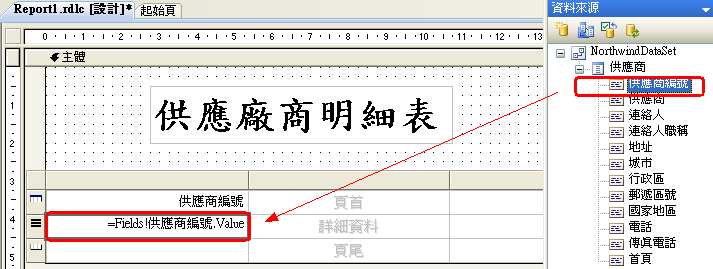 Report1.rdlc [設計]* 起始頁
0 1 2 3 4 5 6 7 8 9 10 11 12 13
主體
供應廠商明細表
1
2
3
4
5
供應商編號 頁首
=Fields!供應商編號.Value 詳細資料
頁尾
資料來源
NorthwindDataSet
供應商
供應商編號
供應商
連絡人
連絡人職稱
地址
城市
行政區
郵遞區號
國家地區
電話
傳真電話
首頁